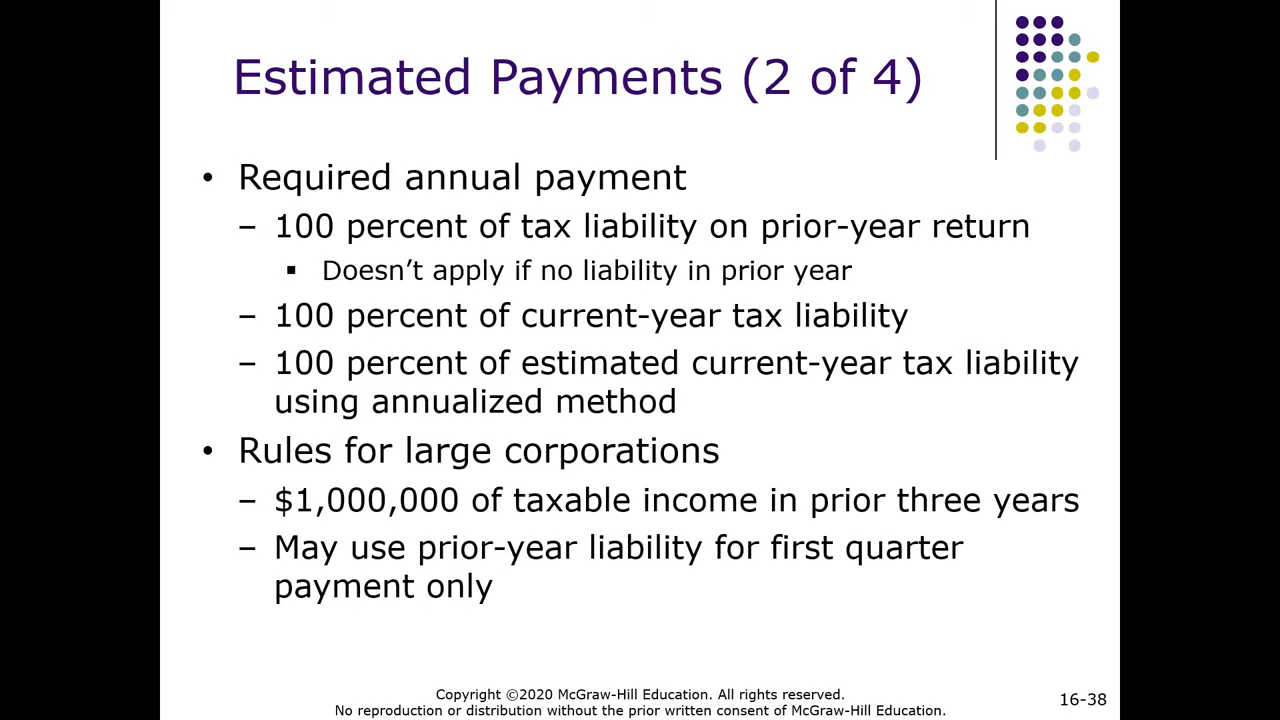 Estimated Payments (2 of 4)
• Required annual payment
– 100 percent of tax liability on prior-year return
▪ Doesn’t apply if no liability in prior year
– 100 percent of current-year tax liability
– 100 percent of estimated current-year tax liability
using annualized method
• Rules for large corporations
– $1,000,000 of taxable income in prior three years
– May use prior-year liability for first quarter
payment only
Copyright ©2020 McGraw-Hill Education. All rights reserved.
No reproduction or distribution without the prior written consent of McGraw-Hill Education.
16-38